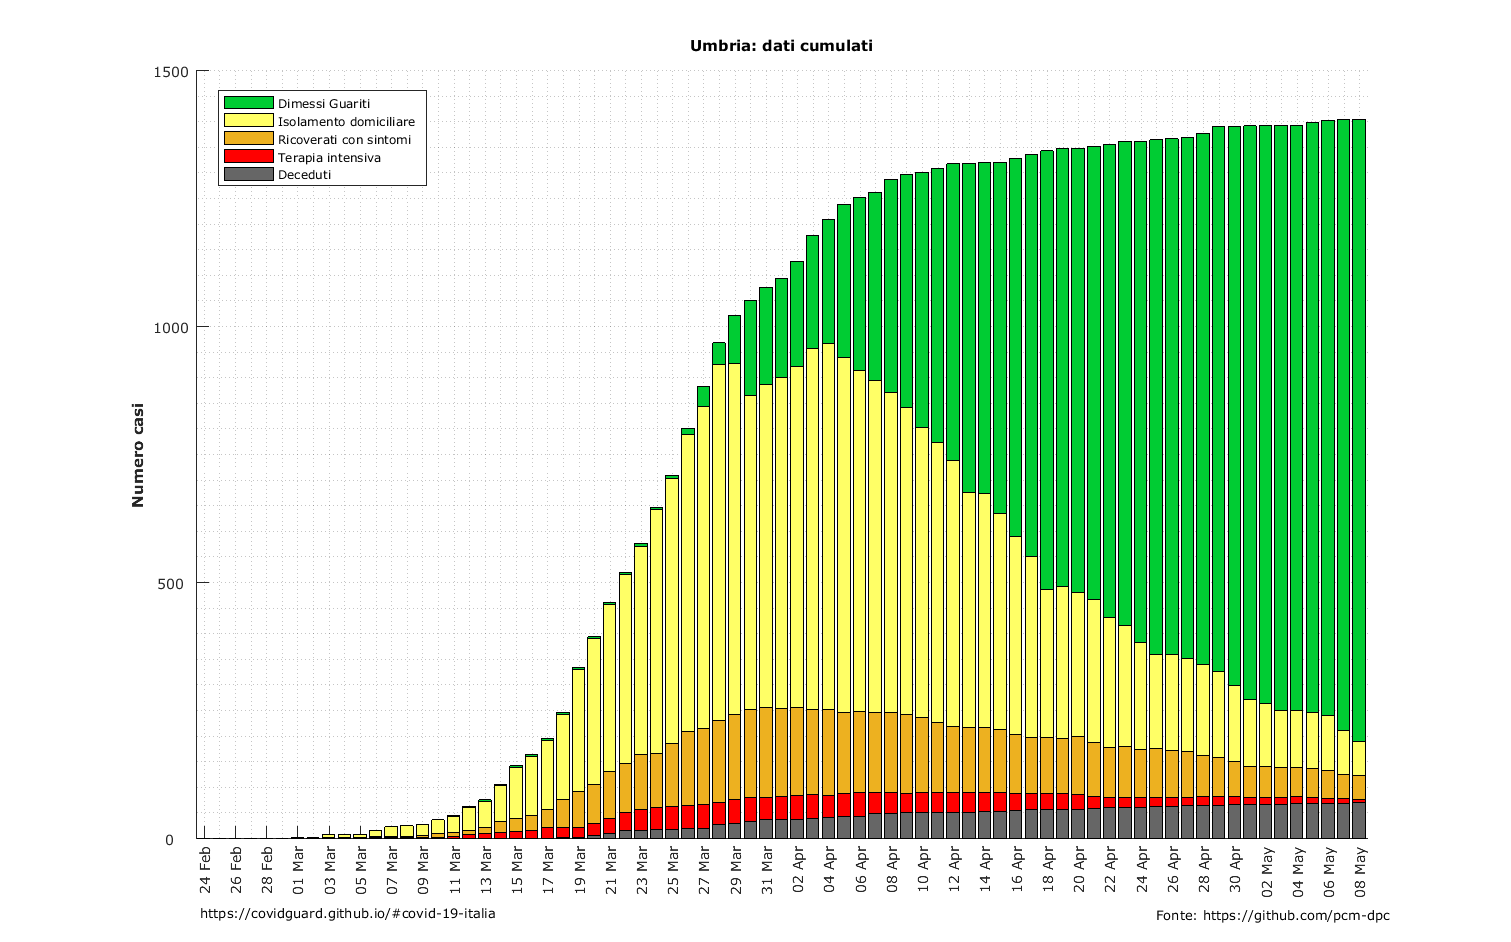 Umbria: dati cumulati
1500
1000
500
0
Numero casi
Dimessi Guariti
Isolamento domiciliare
Ricoverati con sintomi
Terapia intensiva
Deceduti
24 Feb
26 Feb
28 Feb
01 Mar
03 Mar
05 Mar
07 Mar
09 Mar
11 Mar
13 Mar
15 Mar
17 Mar
19 Mar
21 Mar
23 Mar
25 Mar
27 Mar
29 Mar
31 Mar
02 Apr
04 Apr
06 Apr
08 Apr
10 Apr
12 Apr
14 Apr
16 Apr
18 Apr
20 Apr
22 Apr
24 Apr
26 Apr
28 Apr
30 Apr
02 May
04 May
06 May
08 May
https://covidguard.github.io/#covid-19-italia
Fonte: https://github.com/pcm-dpc